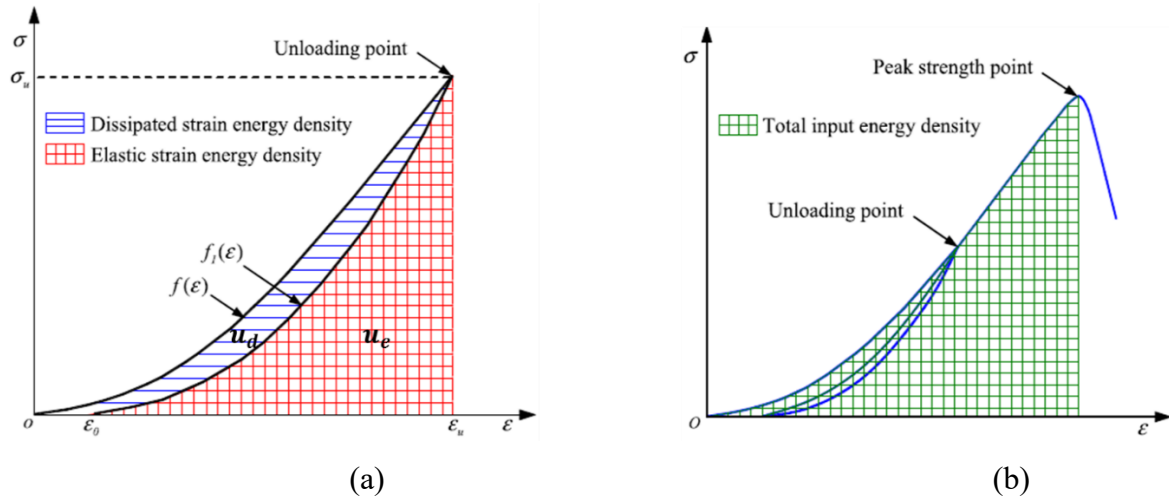 σ
Unloading point
σu
Dissipated strain energy density
Elastic strain energy density
f1(ε)
f(ε)
ud
ue
o
ε0
εu
ε
(a)
σ
Peak strength point
Total input energy density
Unloading point
O
ε
(b)